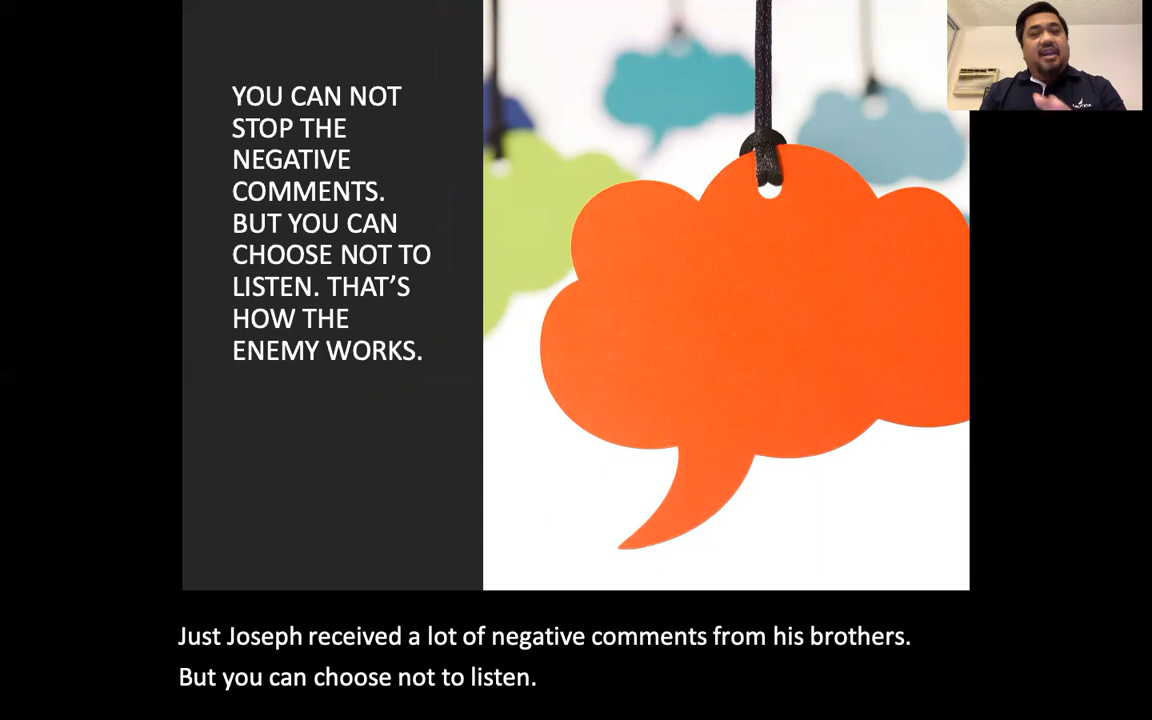 YOU CAN NOT
STOP THE
NEGATIVE
COMMENTS.
BUT YOU CAN
CHOOSE NOT TO
LISTEN. THAT’S
HOW THE
ENEMY WORKS.
Just Joseph received a lot of negative comments from his brothers.
But you can choose not to listen.